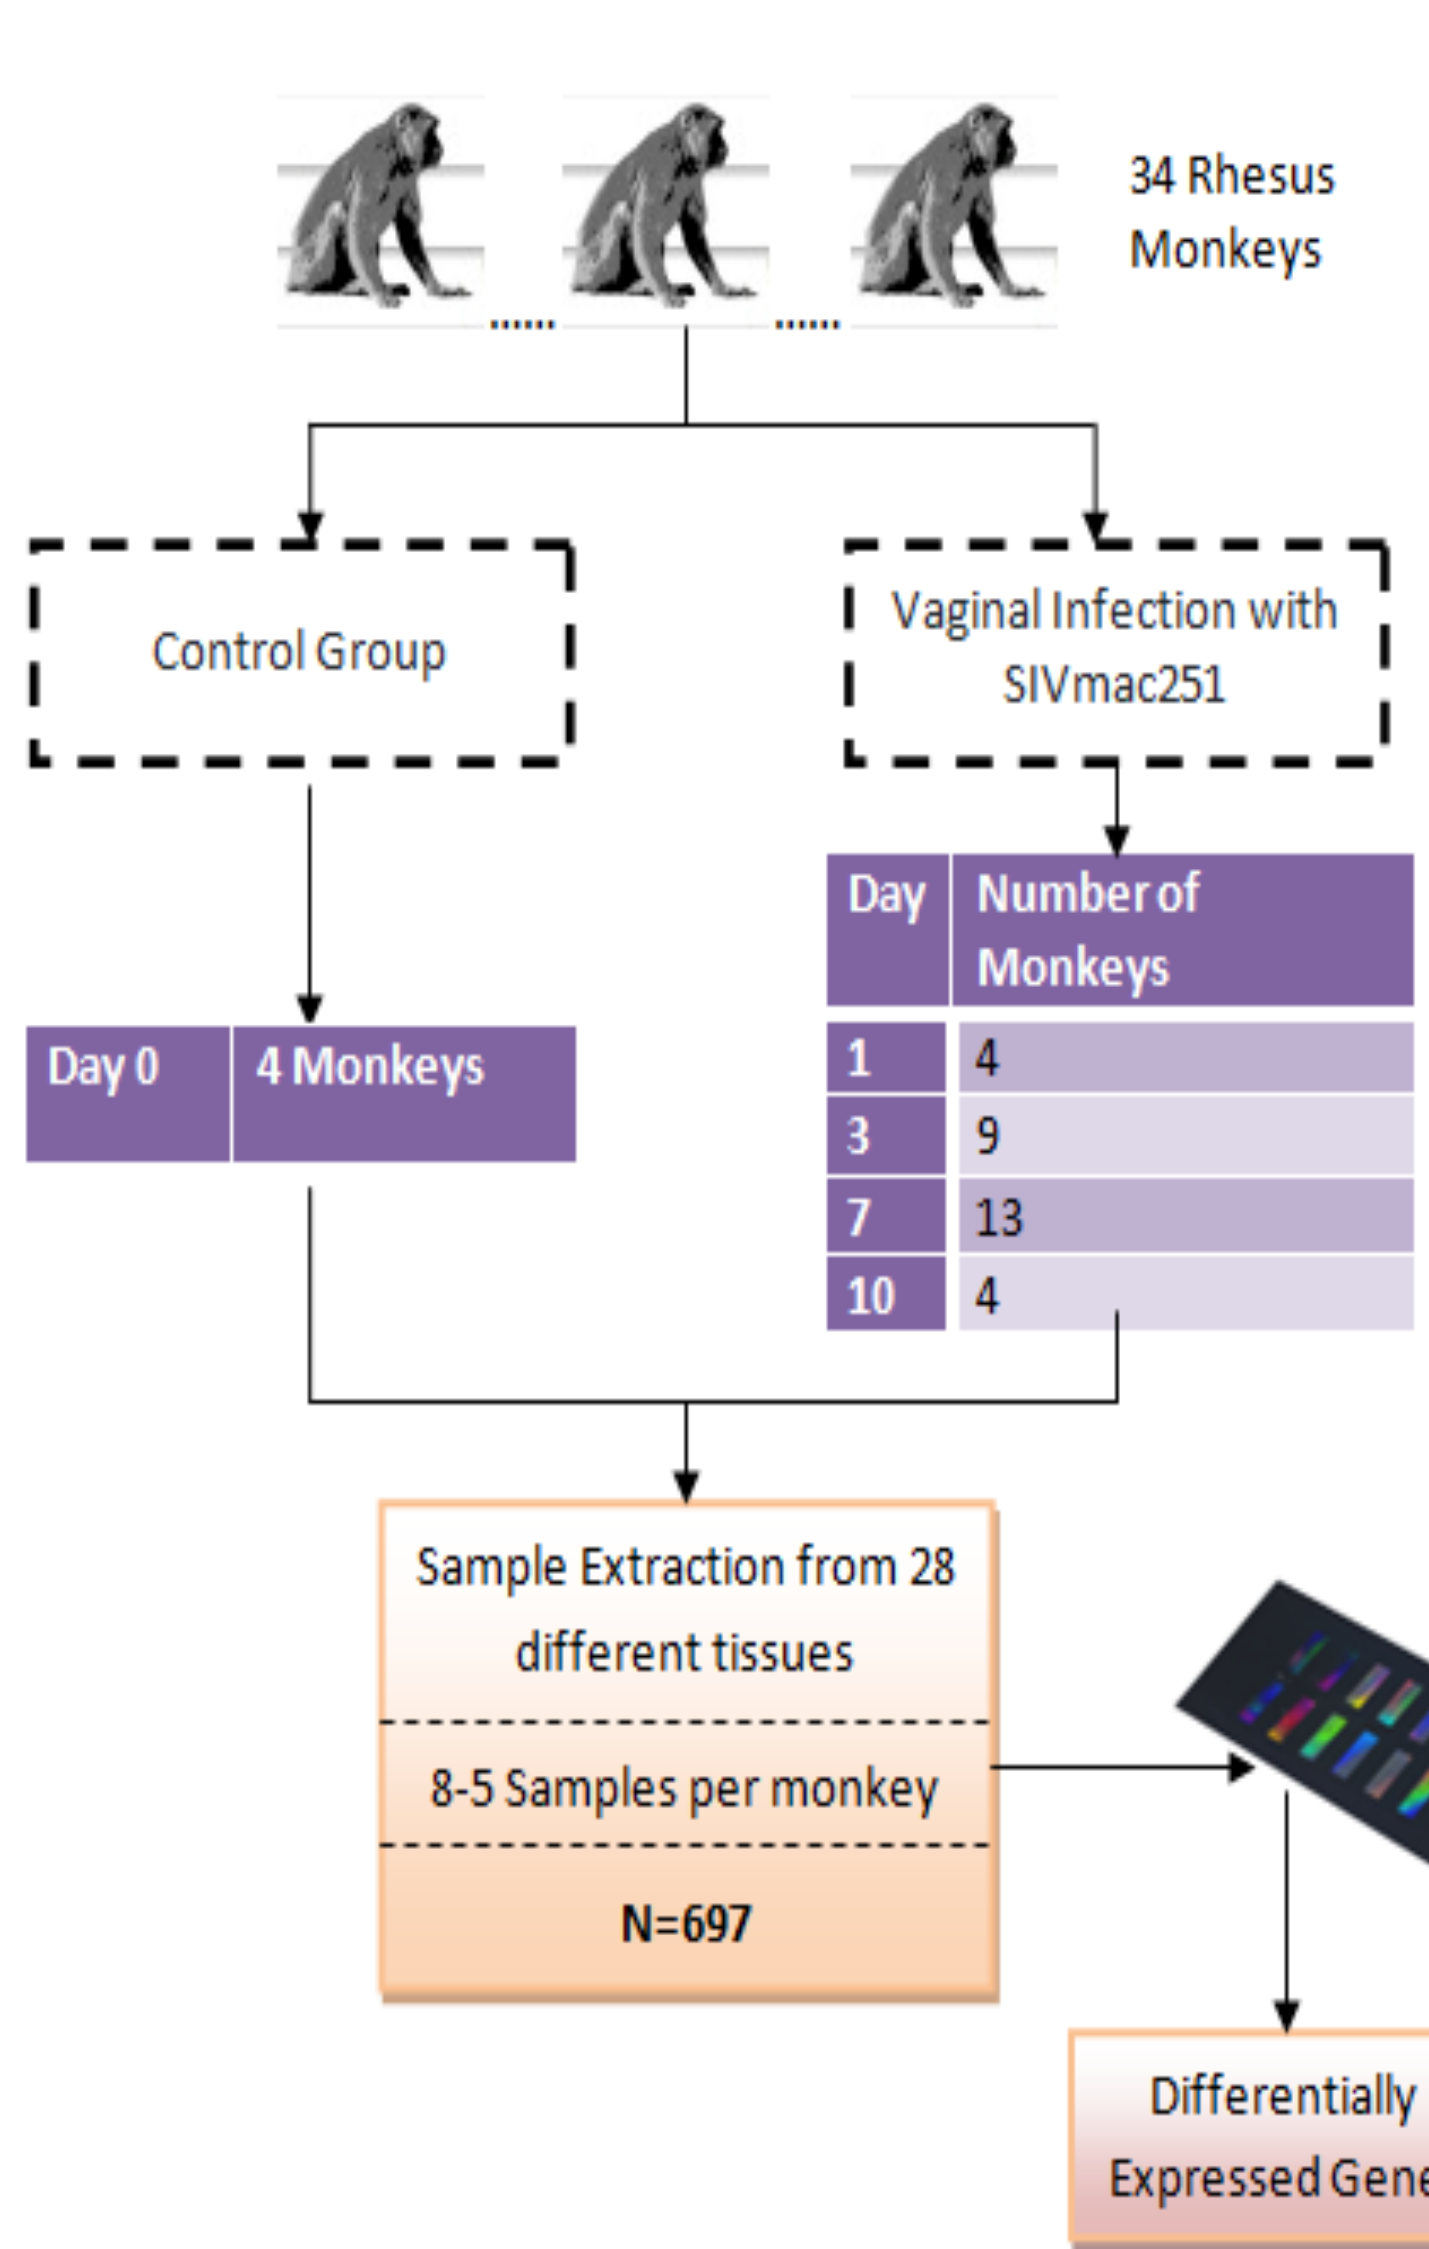 34 Rhesus
Monkeys
Control Group
Vaginal Infection with
SIVmac251
Day Number of
Monkeys
1 4
3 9
7 13
10 4
Day 0 4 Monkeys
Sample Extraction from 28
different tissues
8-5 Samples per monkey
N=697
Differentially
Expressed Gene